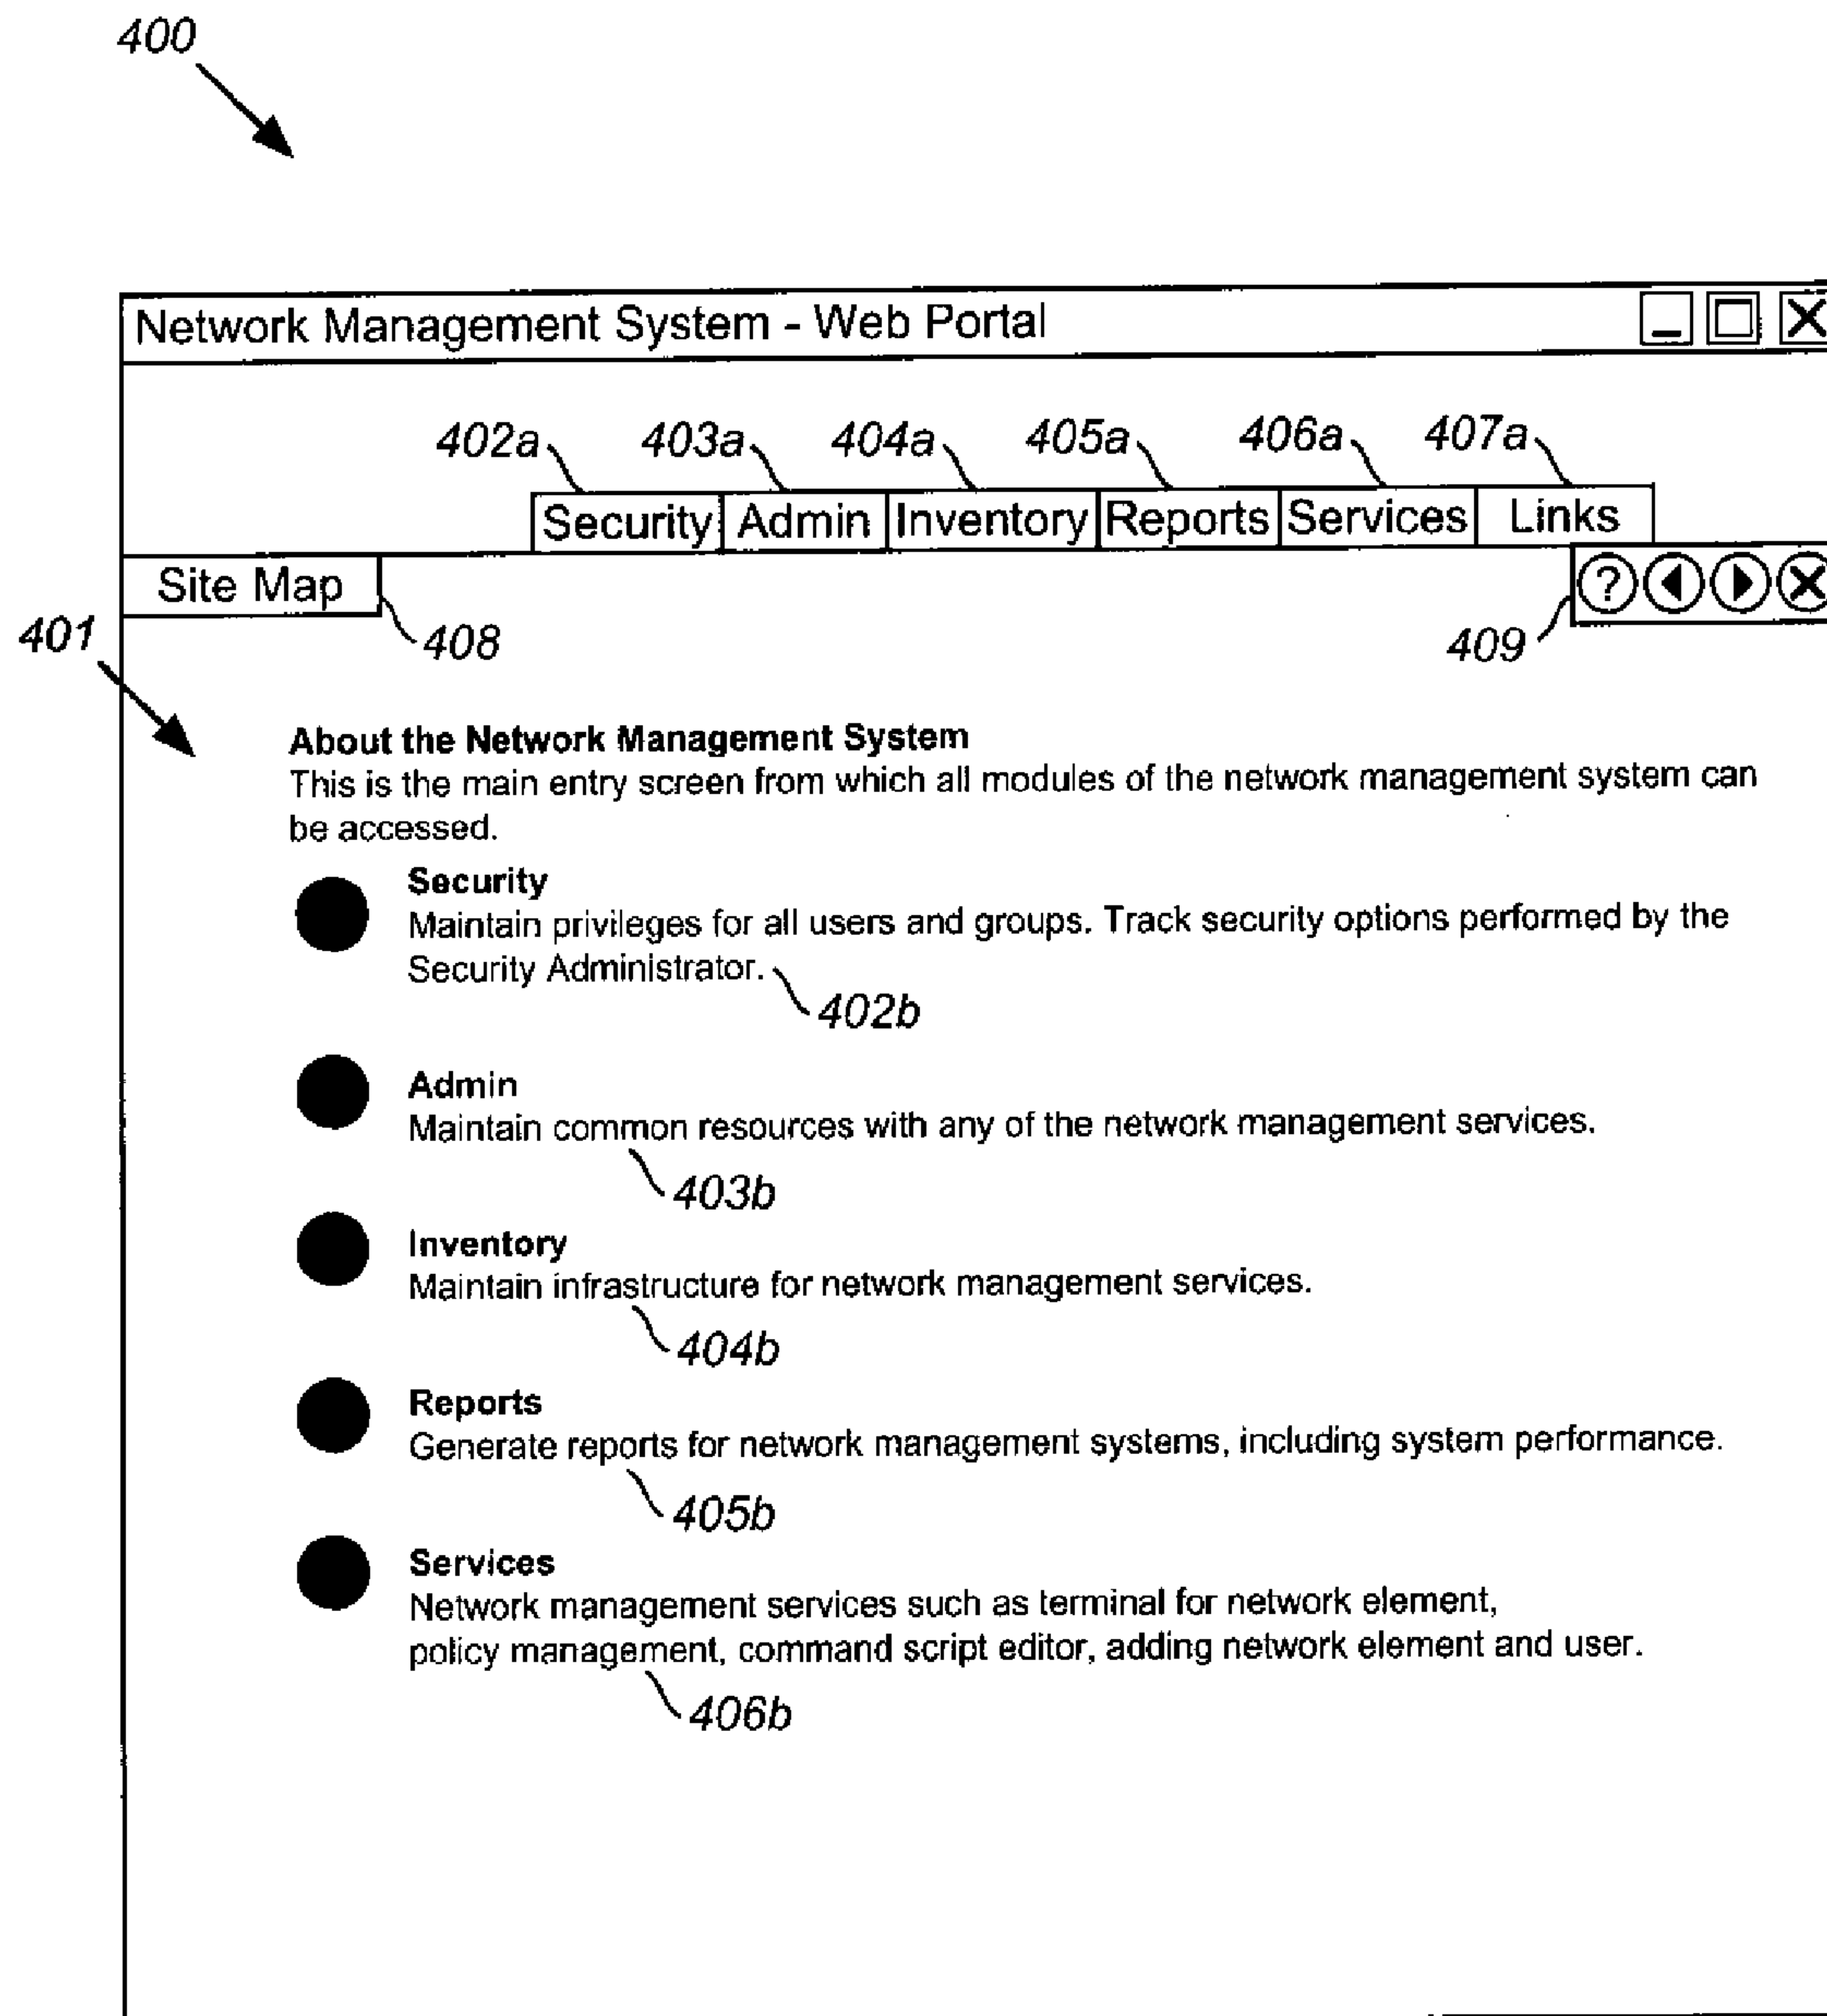 400
Network Management System - Web Portal
402a 403a 404a 405a 406a 407a
Security Admin Inventory Reports Services Links
Site Map ?
401 408 409
About the Network Management System
This is the main entry screen from which all modules of the network management system can
be accessed.
Security
Maintain privileges for all users and groups. Track security options performed by the
Security Administrator.
402b
Admin
Maintain common resources with any of the network management services.
403b
Inventory
Maintain infrastructure for network management services.
404b
Reports
Generate reports for network management systems, including system performance.
405b
Services
Network management services such as terminal for network element,
policy management, command script editor, adding network element and user.
406b